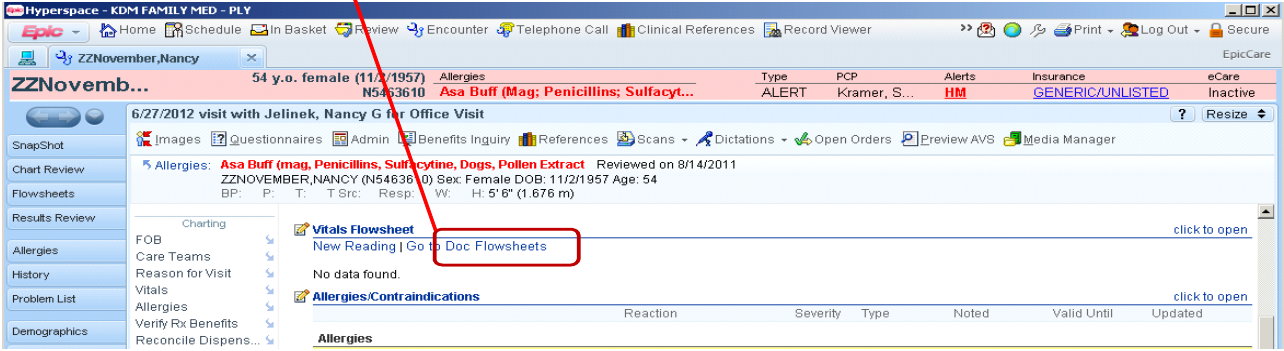 Hyperspace - KDM FAMILY MED - PLY
Epic Home Schedule In Basket Review Encounter Telephone Call Clinical References Record Viewer >> Print Log Out Secure
ZZNovember,Nancy × EpicCare
ZZNovemb... 54 y.o. female (11/2/1957) Allergies Type PCP Alerts Insurance eCare
N5463610 Asa Buff (Mag; Penicillins; Sulfacyt... ALERT Kramer, S... HM GENERIC/UNLISTED Inactive
6/27/2012 visit with Jelinek, Nancy G for Office Visit ? Resize
Images Questionnaires Admin Benefits Inquiry References Scans Dictations Open Orders Preview AVS Media Manager
SnapShot
Chart Review
Flowsheets
Results Review
Allergies
History
Problem List
Demographics
Allergies: Asa Buff (mag, Penicillins, Sulfacytine, Dogs, Pollen Extract Reviewed on 8/14/2011
ZZNOVEMBER,NANCY (N5463610) Sex: Female DOB: 11/2/1957 Age: 54
BP: P: T: T Src: Resp: W: H: 5' 6" (1.676 m)
Charting
FOB
Care Teams
Reason for Visit
Vitals
Allergies
Verify Rx Benefits
Reconcile Dispens...
Vitals Flowsheet click to open
New Reading | Go to Doc Flowsheets
No data found.
Allergies/Contraindications click to open
Reaction Severity Type Noted Valid Until Updated
Allergies